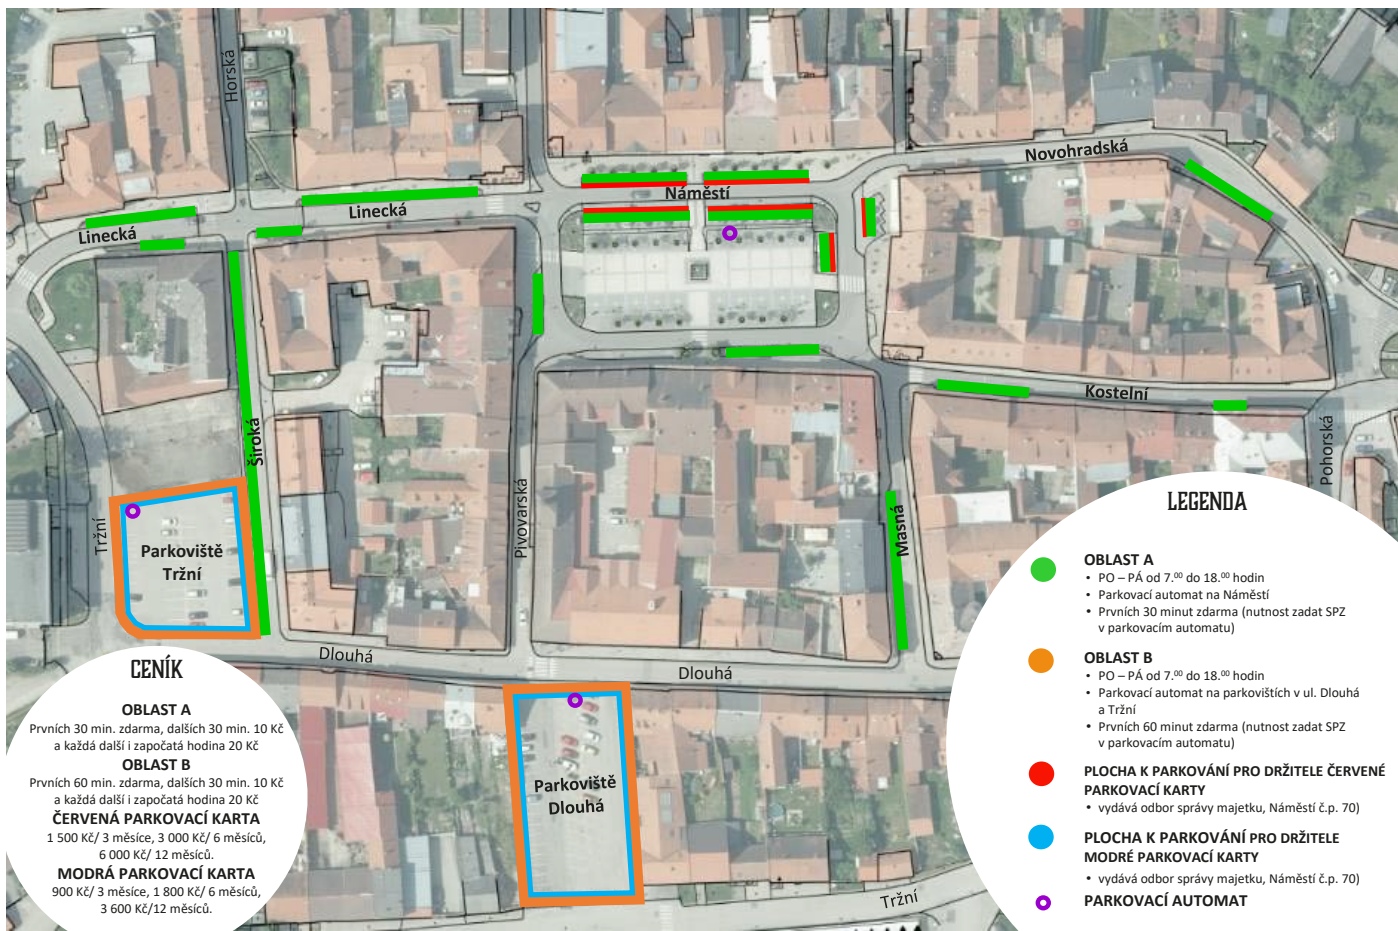 Horská
Novohradská
Náměstí
Linecká
Linecká
Kostelní
Široká
Pivovarská
Masná
Pohorská
Tržní
Parkoviště
Tržní
Dlouhá
Dlouhá
Parkoviště
Dlouhá
Tržní
CENÍK
OBLAST A
Prvních 30 min. zdarma, dalších 30 min. 10 Kč
a každá další i započatá hodina 20 Kč
OBLAST B
Prvních 60 min. zdarma, dalších 30 min. 10 Kč
a každá další i započatá hodina 20 Kč
ČERVENÁ PARKOVACÍ KARTA
1 500 Kč/ 3 měsíce, 3 000 Kč/ 6 měsíců,
6 000 Kč/ 12 měsíců.
MODRÁ PARKOVACÍ KARTA
900 Kč/ 3 měsíce, 1 800 Kč/ 6 měsíců,
3 600 Kč/12 měsíců.
LEGENDA
OBLAST A
• PO – PÁ od 7.⁰⁰ do 18.⁰⁰ hodin
• Parkovací automat na Náměstí
• Prvních 30 minut zdarma (nutnost zadat SPZ
v parkovacím automatu)
OBLAST B
• PO – PÁ od 7.⁰⁰ do 18.⁰⁰ hodin
• Parkovací automat na parkovištích v ul. Dlouhá
a Tržní
• Prvních 60 minut zdarma (nutnost zadat SPZ
v parkovacím automatu)
PLOCHA K PARKOVÁNÍ PRO DRŽITELE ČERVENÉ
PARKOVACÍ KARTY
• vydává odbor správy majetku, Náměstí č.p. 70)
PLOCHA K PARKOVÁNÍ PRO DRŽITELE
MODRÉ PARKOVACÍ KARTY
• vydává odbor správy majetku, Náměstí č.p. 70)
PARKOVACÍ AUTOMAT